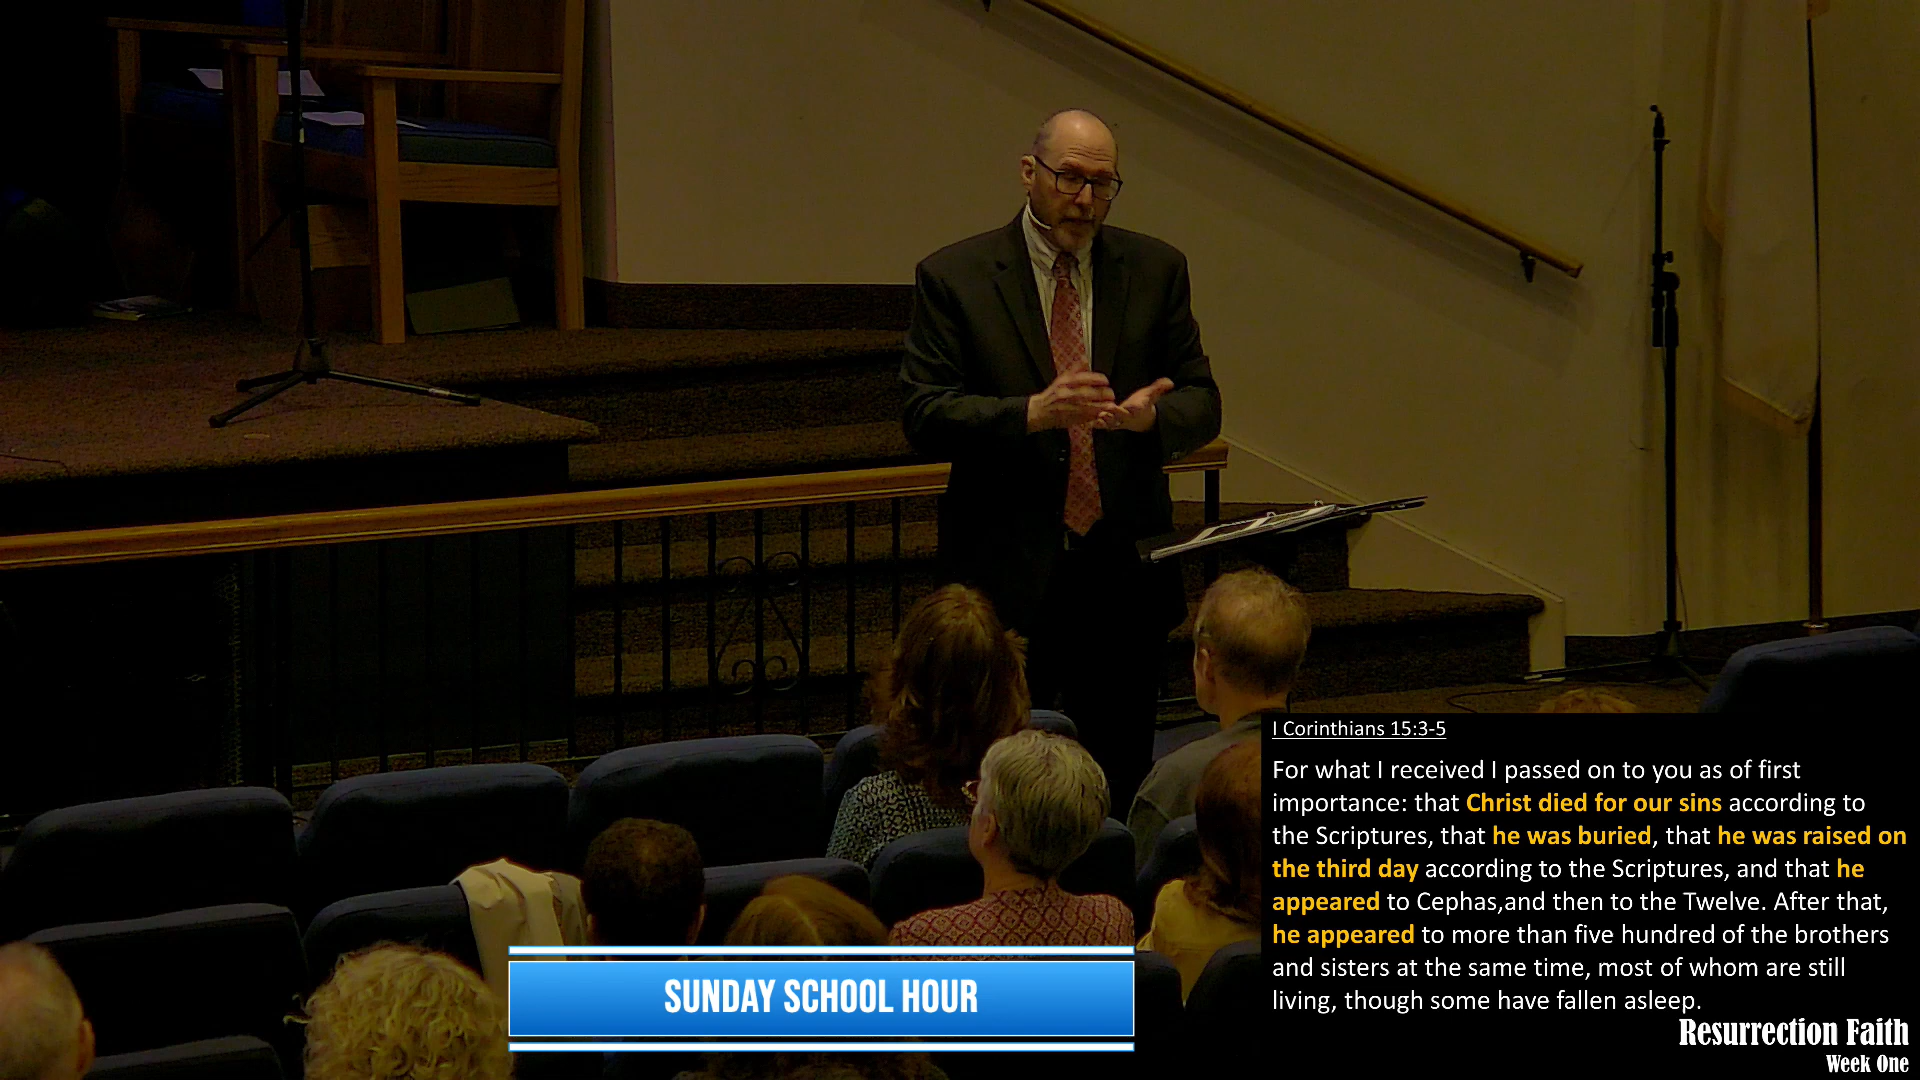 I Corinthians 15:3-5
For what I received I passed on to you as of first
importance: that Christ died for our sins according to
the Scriptures, that he was buried, that he was raised on
the third day according to the Scriptures, and that he
appeared to Cephas,and then to the Twelve. After that,
he appeared to more than five hundred of the brothers
and sisters at the same time, most of whom are still
living, though some have fallen asleep.
Resurrection Faith
Week One
SUNDAY SCHOOL HOUR